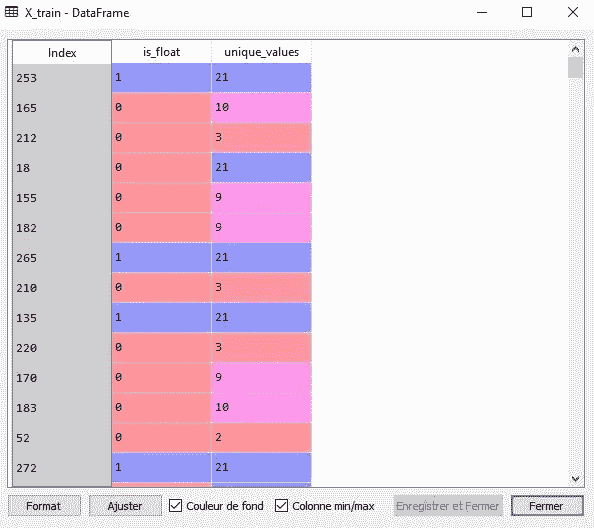 X_train - DataFrame
Index is_float unique_values
253 1 21
165 0 10
212 0 3
18 0 21
155 0 9
182 0 9
265 1 21
210 0 3
135 1 21
220 0 3
170 0 9
183 0 10
52 0 2
272 1 21
Format Ajuster Couleur de fond Colonne min/max Enregistrer et Fermer Fermer